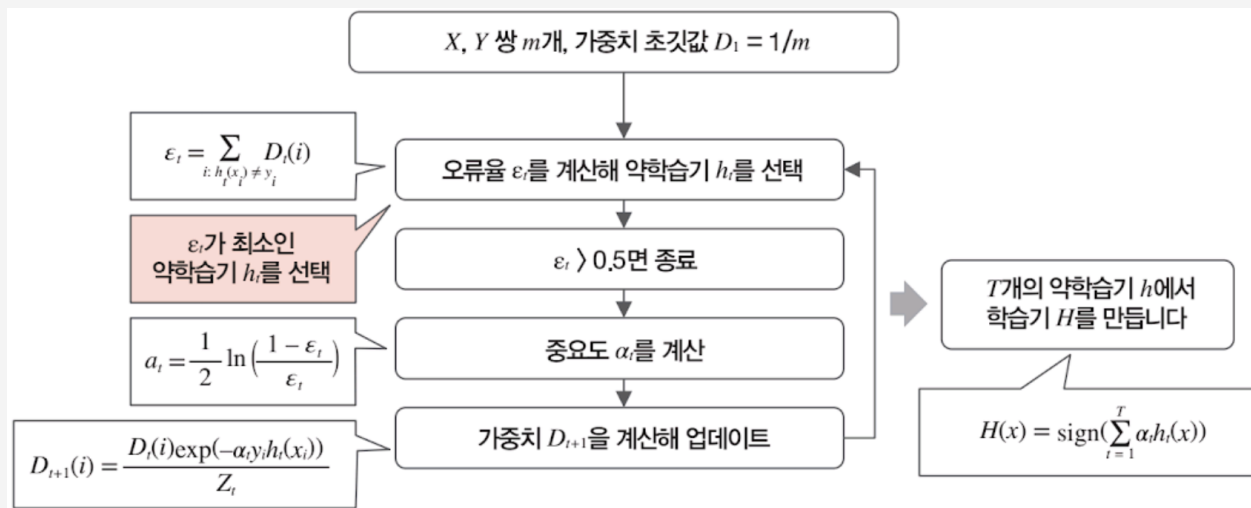 X, Y 쌍 m개, 가중치 초깃값 D₁ = 1/m
εₜ = ∑ Dₜ(i)
i: hₜ(xᵢ) ≠ yᵢ
오류율 εₜ를 계산해 약학습기 hₜ를 선택
εₜ가 최소인
약학습기 hₜ를 선택
εₜ > 0.5면 종료
aₜ = 1/2 ln((1 − εₜ)/εₜ)
중요도 αₜ를 계산
Dₜ₊₁(i) = Dₜ(i)exp(−αₜyᵢhₜ(xᵢ))/Zₜ
가중치 Dₜ₊₁을 계산해 업데이트
T개의 약학습기 h에서
학습기 H를 만듭니다
H(x) = sign(∑ₜ₌₁ᵀ αₜhₜ(x))